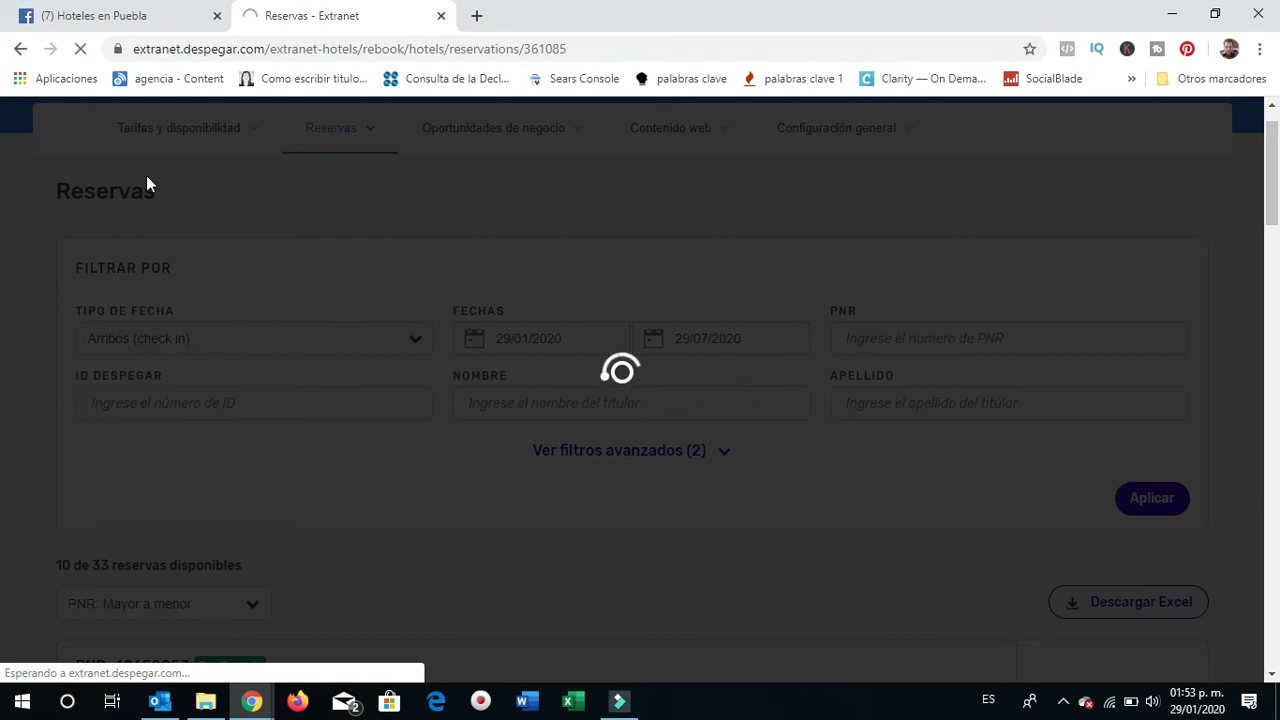 (7) Hoteles en Puebla
Reservas - Extranet
extranet.despegar.com/extranet-hotels/rebook/hotels/reservations/361085
Aplicaciones
agencia - Content
Como escribir titulo...
Consulta de la Decl...
Sears Console
palabras clave
palabras clave 1
Clarity — On Dema...
SocialBlade
Otros marcadores
Tarifas y disponibilidad
Reservas
Oportunidades de negocio
Contenido web
Configuración general
Reservas
FILTRAR POR
TIPO DE FECHA
FECHAS
PNR
Arribos (check in)
29/01/2020
29/07/2020
Ingrese el numero de PNR
ID DESPEGAR
NOMBRE
APELLIDO
Ingrese el número de ID
Ingrese el nombre del titular
Ingrese el apellido del titular
Ver filtros avanzados (2)
Aplicar
10 de 33 reservas disponibles
PNR: Mayor a menor
Descargar Excel
Esperando a extranet.despegar.com...
ES
01:53 p. m.
29/01/2020